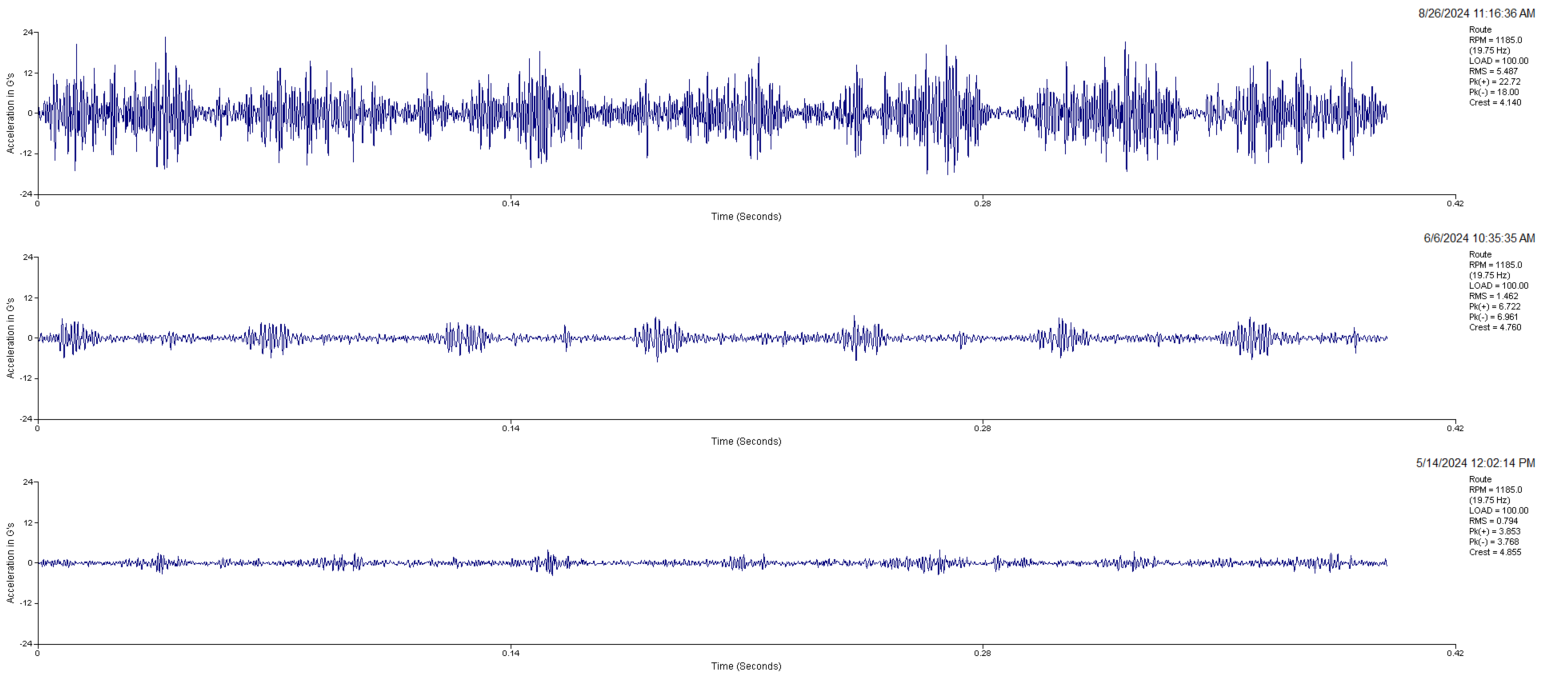 8/26/2024 11:16:36 AM
Route
RPM = 1185.0
(19.75 Hz)
LOAD = 100.00
RMS = 5.487
Pk(+) = 22.72
Pk(-) = 18.00
Crest = 4.140
Acceleration in G's
24
12
0
-12
-24
0 0.14 0.28 0.42
Time (Seconds)
6/6/2024 10:35:35 AM
Route
RPM = 1185.0
(19.75 Hz)
LOAD = 100.00
RMS = 1.462
Pk(+) = 6.722
Pk(-) = 6.961
Crest = 4.760
Acceleration in G's
24
12
0
-12
-24
0 0.14 0.28 0.42
Time (Seconds)
5/14/2024 12:02:14 PM
Route
RPM = 1185.0
(19.75 Hz)
LOAD = 100.00
RMS = 0.794
Pk(+) = 3.853
Pk(-) = 3.768
Crest = 4.855
Acceleration in G's
24
12
0
-12
-24
0 0.14 0.28 0.42
Time (Seconds)